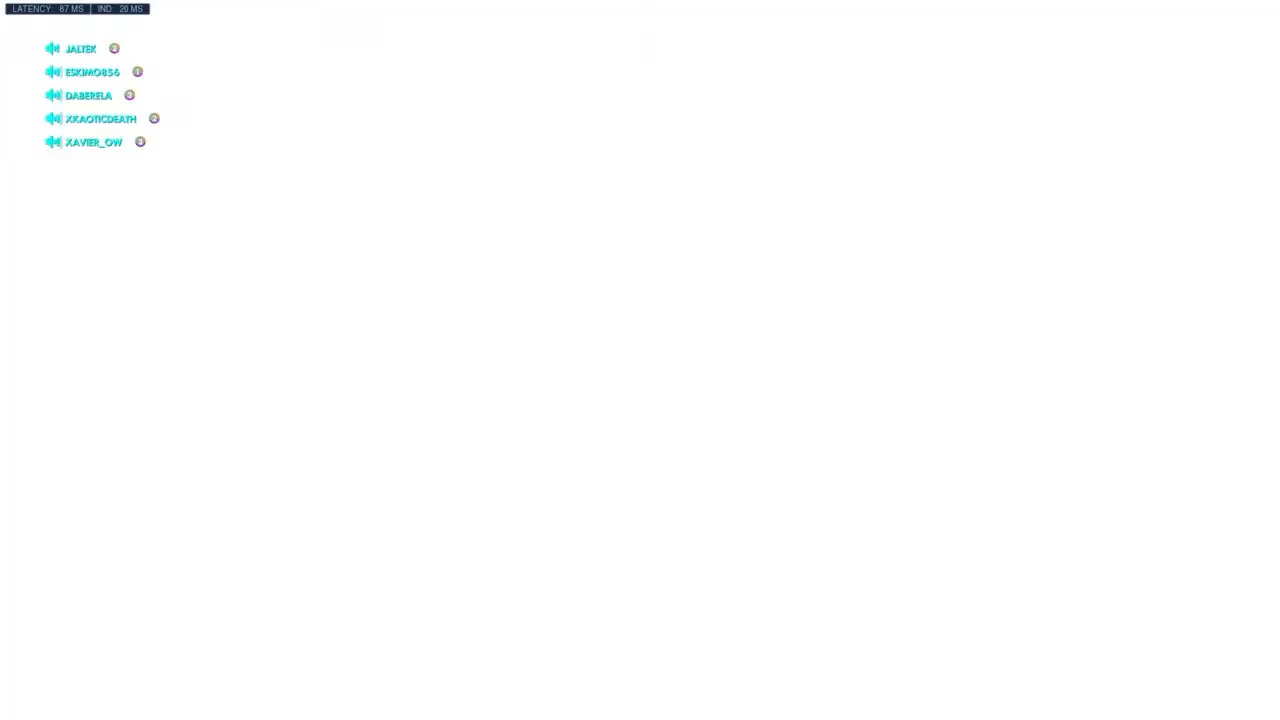 LATENCY: 87 MS IND: 20 MS
JALTEK
ESKIMO856
DABERELA
XKAOTICDEATH
XAVIER_OW